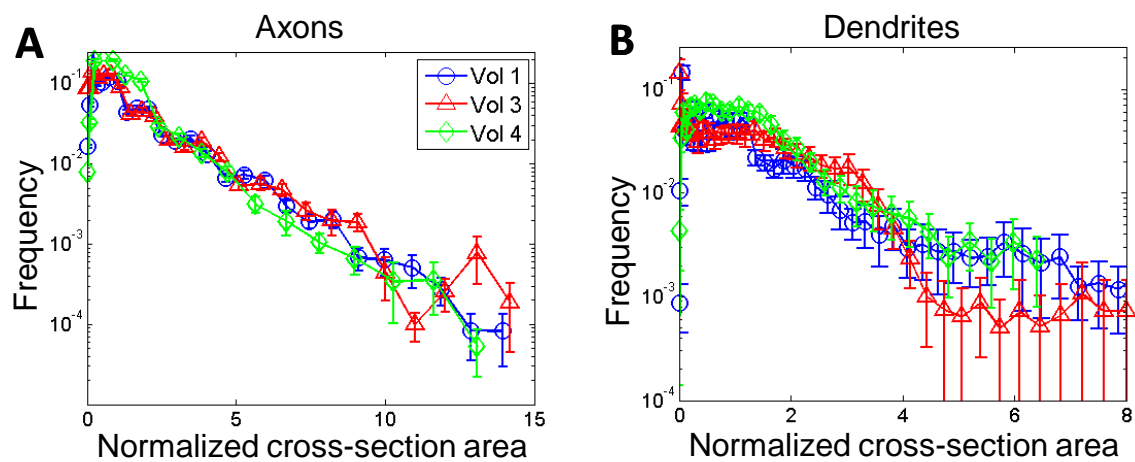 A
Axons
Frequency
10⁻¹
10⁻²
10⁻³
10⁻⁴
Vol 1
Vol 3
Vol 4
0
5
10
15
Normalized cross-section area
B
Dendrites
Frequency
10⁻¹
10⁻²
10⁻³
10⁻⁴
0
2
4
6
8
Normalized cross-section area